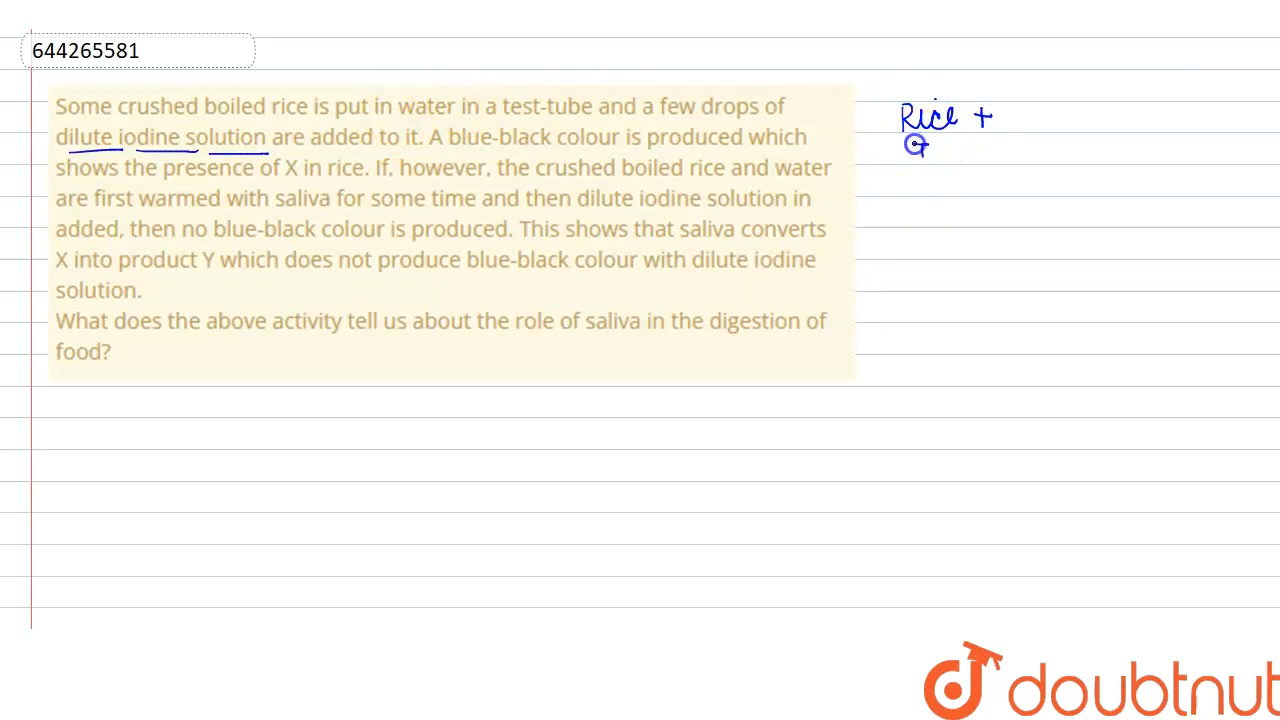 644265581
Some crushed boiled rice is put in water in a test-tube and a few drops of
dilute iodine solution are added to it. A blue-black colour is produced which
shows the presence of X in rice. If, however, the crushed boiled rice and water
are first warmed with saliva for some time and then dilute iodine solution in
added, then no blue-black colour is produced. This shows that saliva converts
X into product Y which does not produce blue-black colour with dilute iodine
solution.
What does the above activity tell us about the role of saliva in the digestion of
food?
Rice +
doubtnut